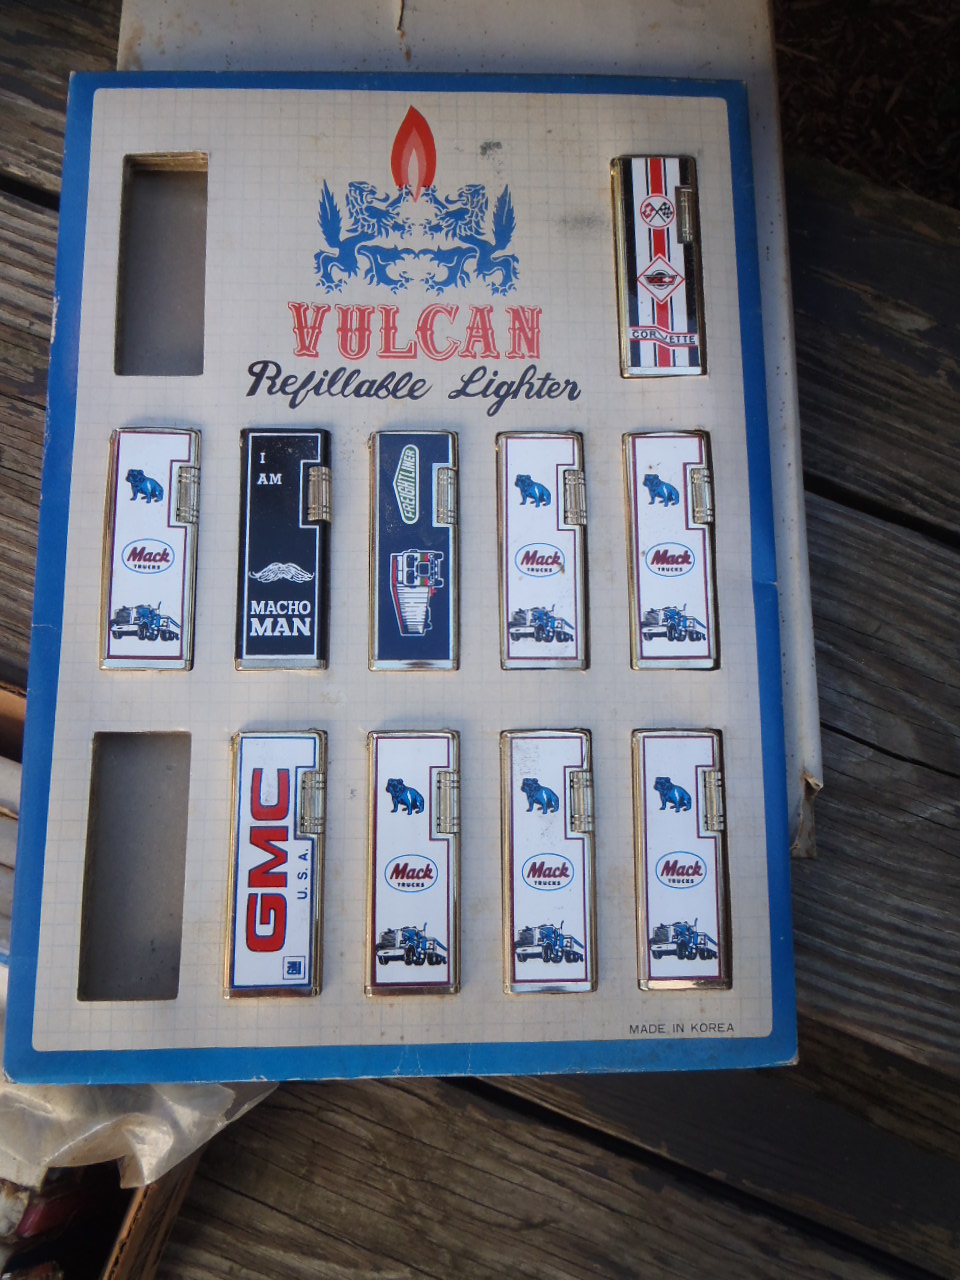 VULCAN
Refillable Lighter
CORVETTE
Mack
TRUCKS
I
AM
MACHO
MAN
FREIGHTLINER
Mack
TRUCKS
Mack
TRUCKS
GMC
U.S.A.
GM
Mack
TRUCKS
Mack
TRUCKS
Mack
TRUCKS
MADE IN KOREA